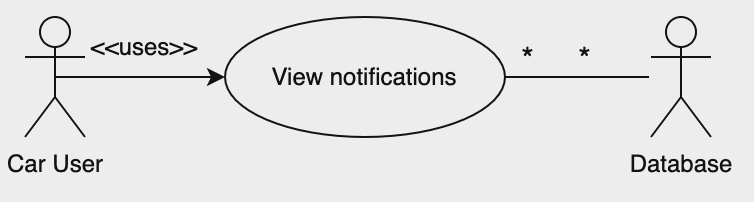 <<uses>>
View notifications
* *
Car User
Database